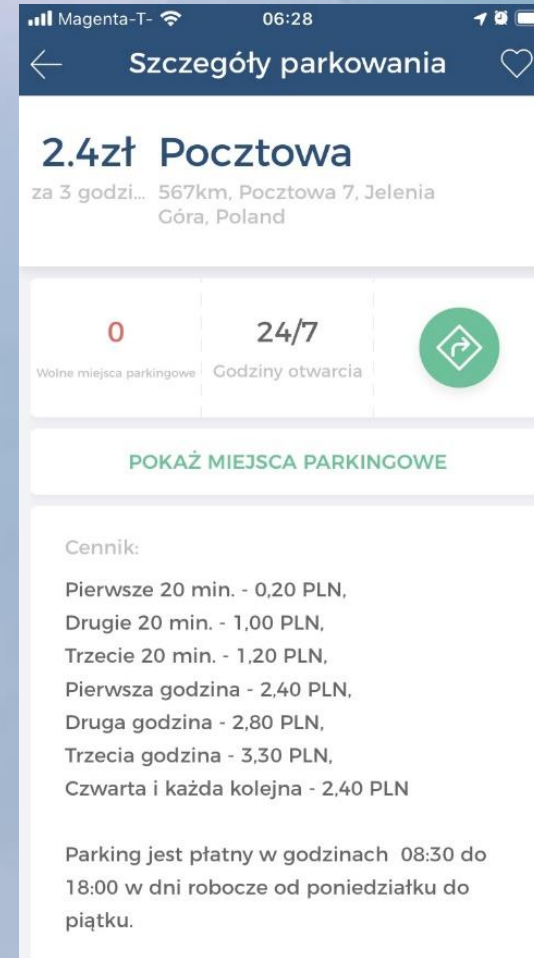 Magenta-T- 06:28
Szczegóły parkowania
2.4zł Pocztowa
za 3 godzi... 567km, Pocztowa 7, Jelenia
Góra, Poland
0 24/7
Wolne miejsca parkingowe Godziny otwarcia
POKAŻ MIEJSCA PARKINGOWE
Cennik:
Pierwsze 20 min. - 0,20 PLN,
Drugie 20 min. - 1,00 PLN,
Trzecie 20 min. - 1,20 PLN,
Pierwsza godzina - 2,40 PLN,
Druga godzina - 2,80 PLN,
Trzecia godzina - 3,30 PLN,
Czwarta i każda kolejna - 2,40 PLN
Parking jest płatny w godzinach 08:30 do
18:00 w dni robocze od poniedziałku do
piątku.